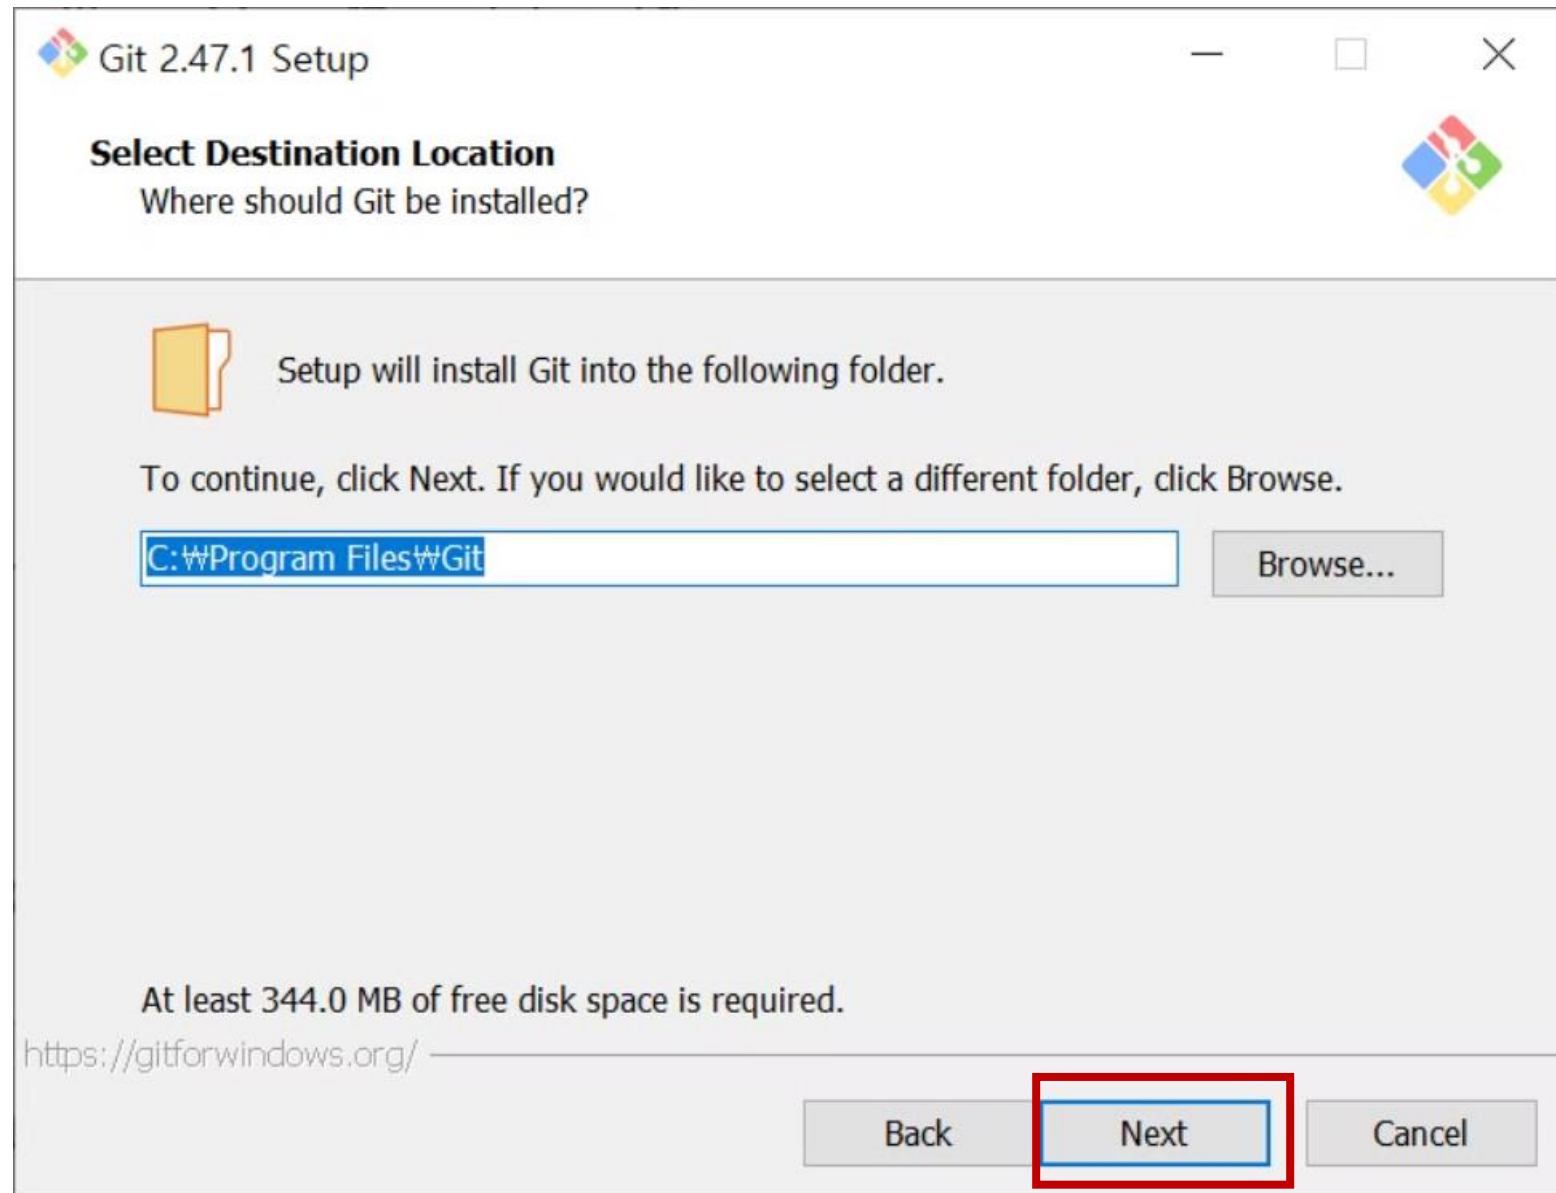 Git 2.47.1 Setup
Select Destination Location
Where should Git be installed?
Setup will install Git into the following folder.
To continue, click Next. If you would like to select a different folder, click Browse.
C:₩Program Files₩Git
Browse...
At least 344.0 MB of free disk space is required.
https://gitforwindows.org/
Back
Next
Cancel